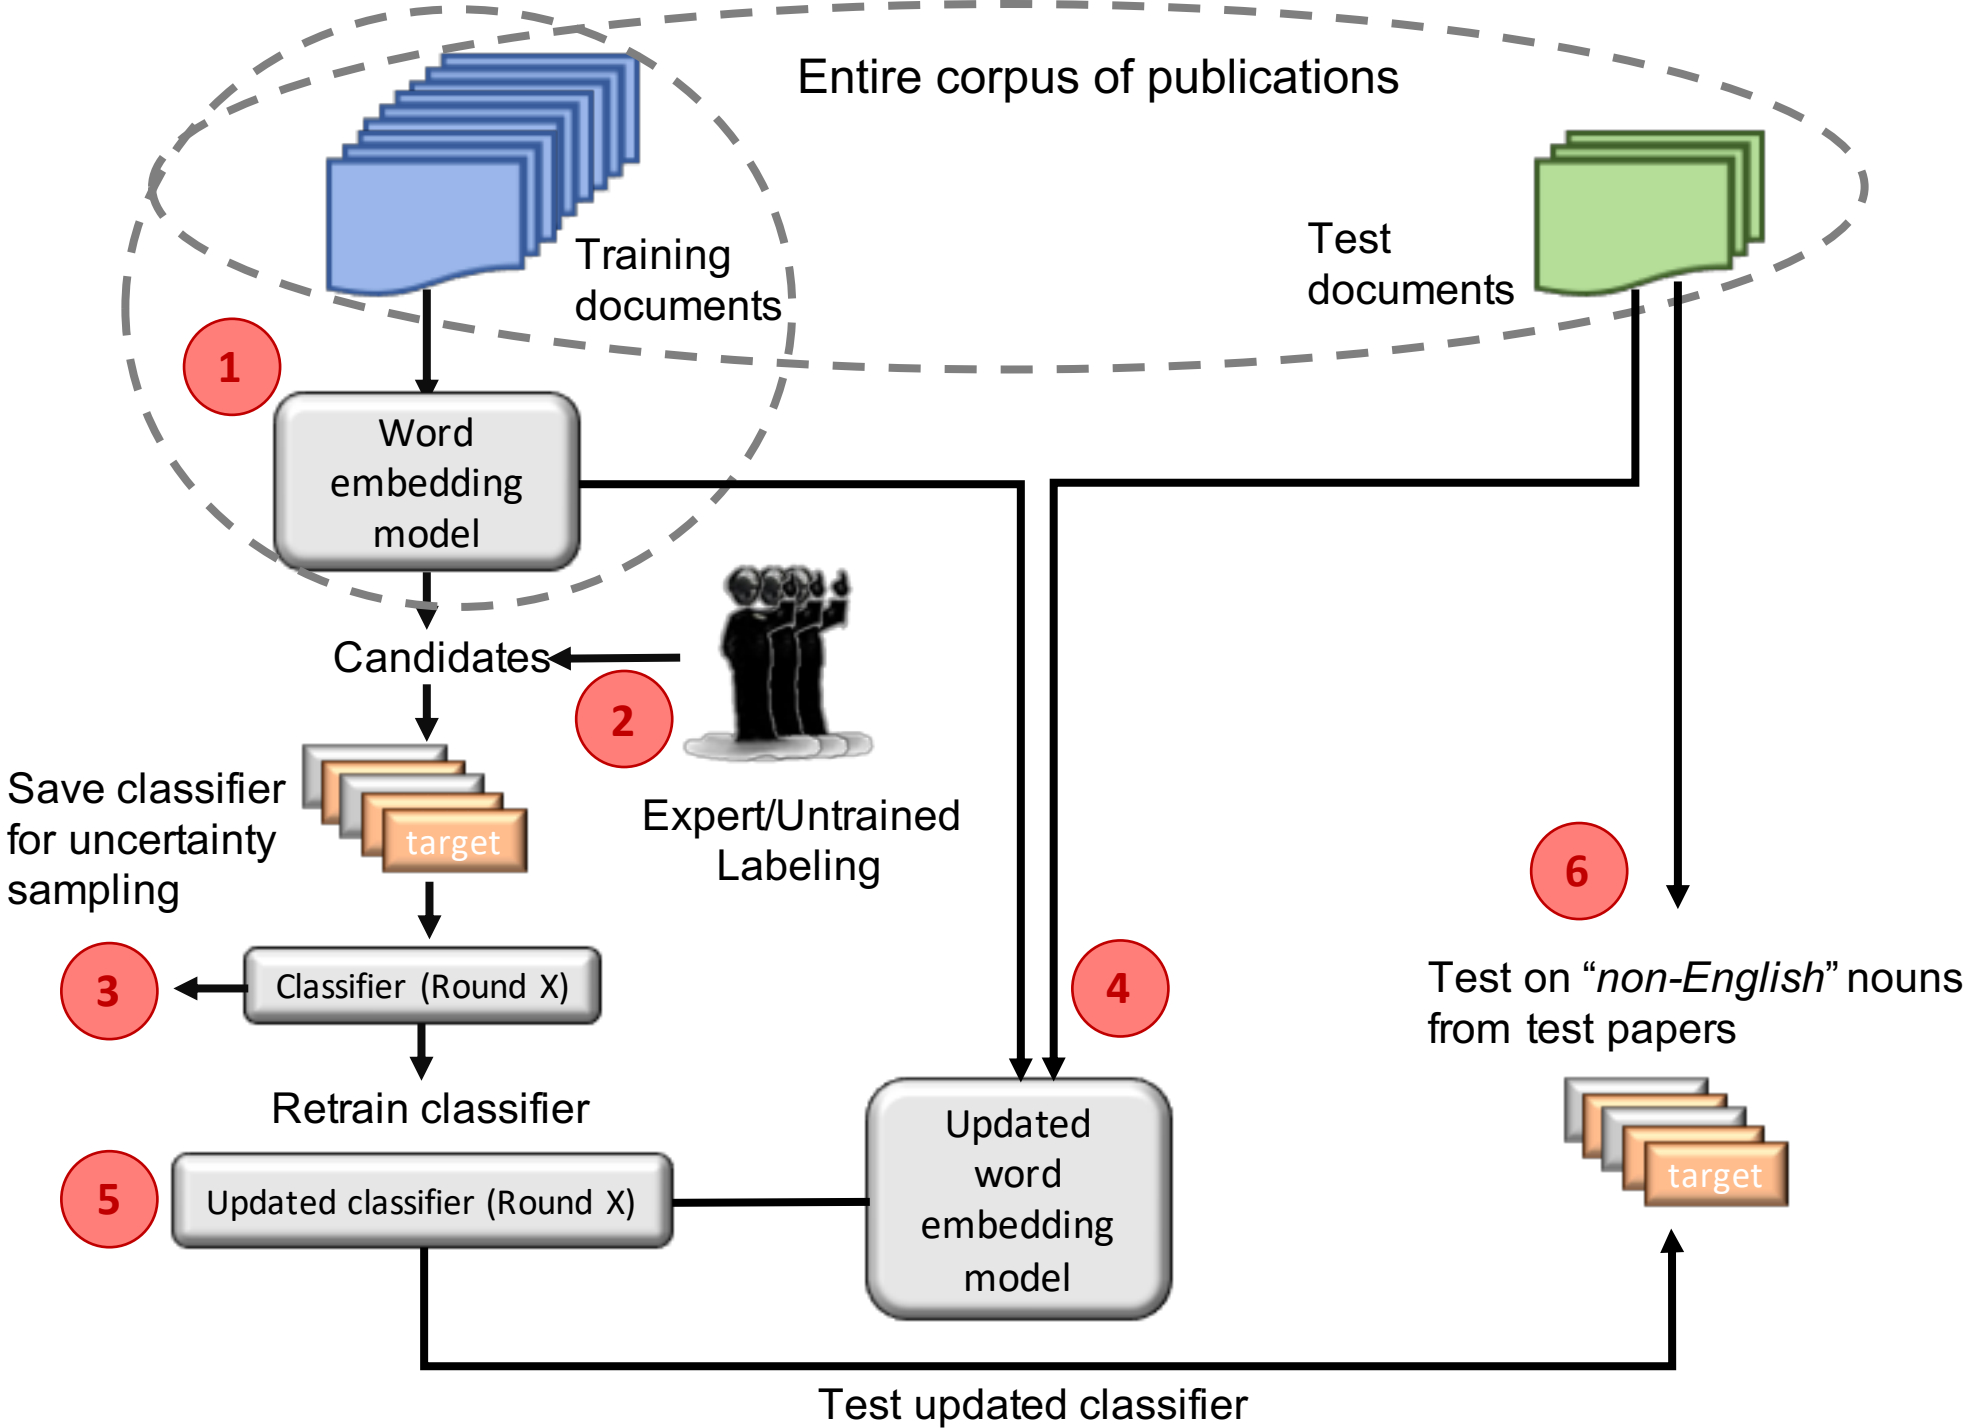 Entire corpus of publications
Training
documents
Test
documents
1
Word
embedding
model
Candidates
2
Expert/Untrained
Labeling
Save classifier
for uncertainty
sampling
target
3
Classifier (Round X)
4
Retrain classifier
5
Updated classifier (Round X)
Updated
word
embedding
model
6
Test on “non-English” nouns
from test papers
target
Test updated classifier